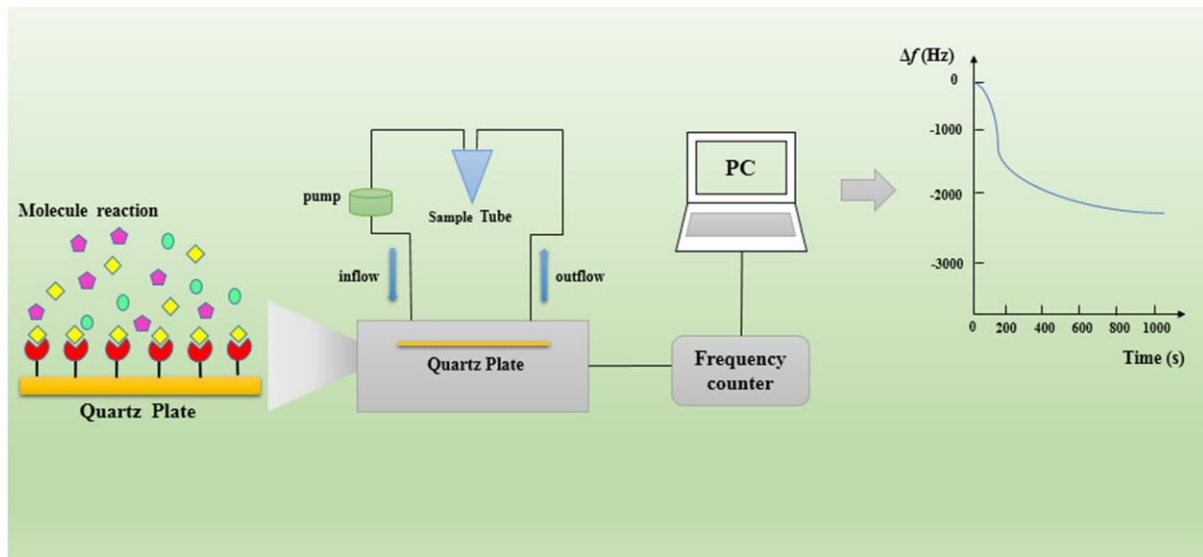 Molecule reaction
Quartz Plate
pump
Sample Tube
inflow
outflow
Quartz Plate
Frequency
counter
PC
Δf (Hz)
0
-1000
-2000
-3000
0 200 400 600 800 1000
Time (s)